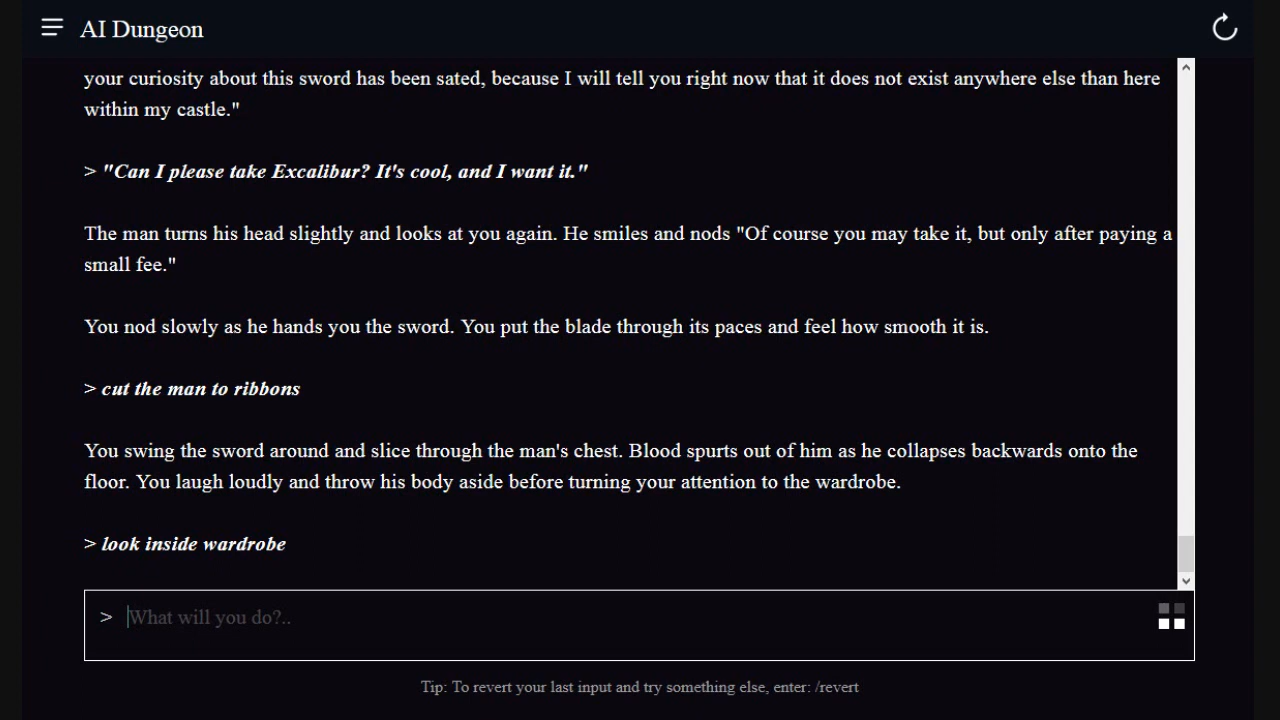 AI Dungeon
your curiosity about this sword has been sated, because I will tell you right now that it does not exist anywhere else than here
within my castle."
> "Can I please take Excalibur? It's cool, and I want it."
The man turns his head slightly and looks at you again. He smiles and nods "Of course you may take it, but only after paying a
small fee."
You nod slowly as he hands you the sword. You put the blade through its paces and feel how smooth it is.
> cut the man to ribbons
You swing the sword around and slice through the man's chest. Blood spurts out of him as he collapses backwards onto the
floor. You laugh loudly and throw his body aside before turning your attention to the wardrobe.
> look inside wardrobe
> What will you do?..
Tip: To revert your last input and try something else, enter: /revert